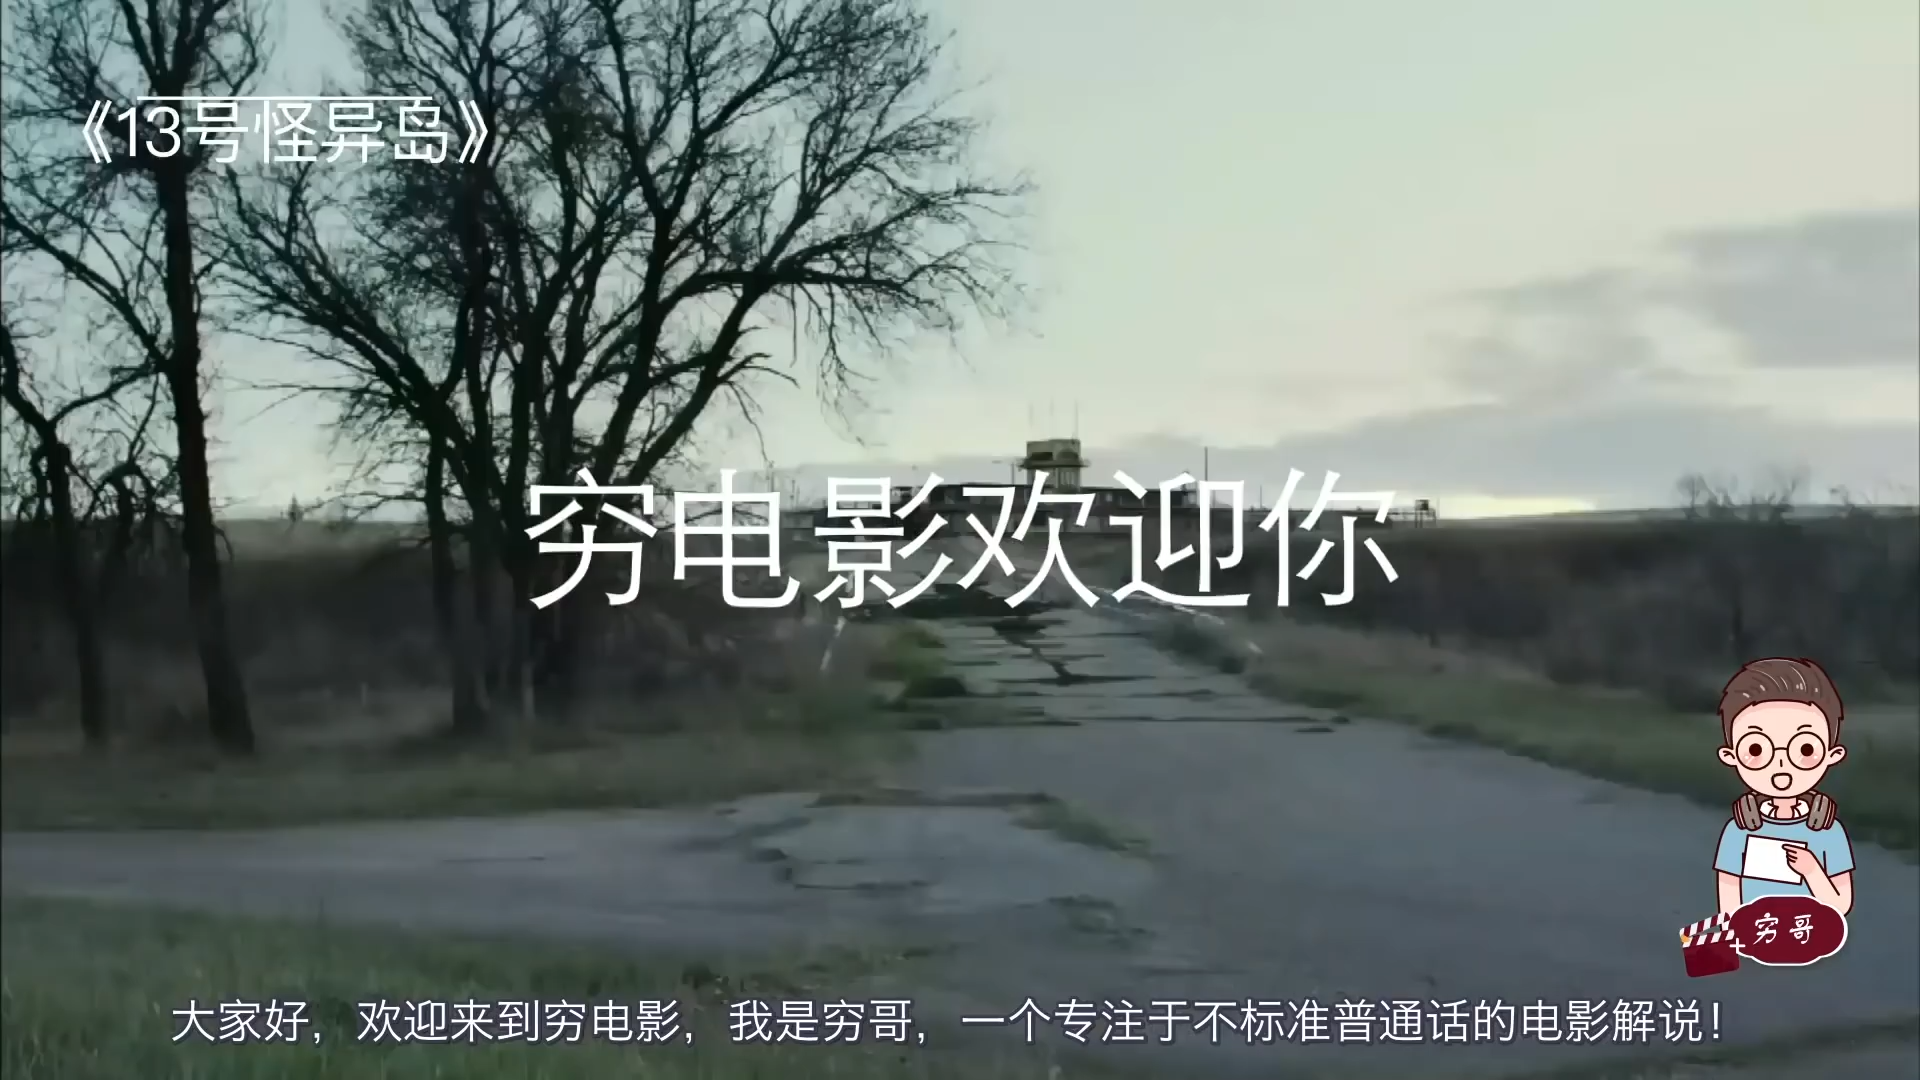 《13号怪异岛》
穷电影欢迎你
穷哥
大家好，欢迎来到穷电影，我是穷哥，一个专注于不标准普通话的电影解说！